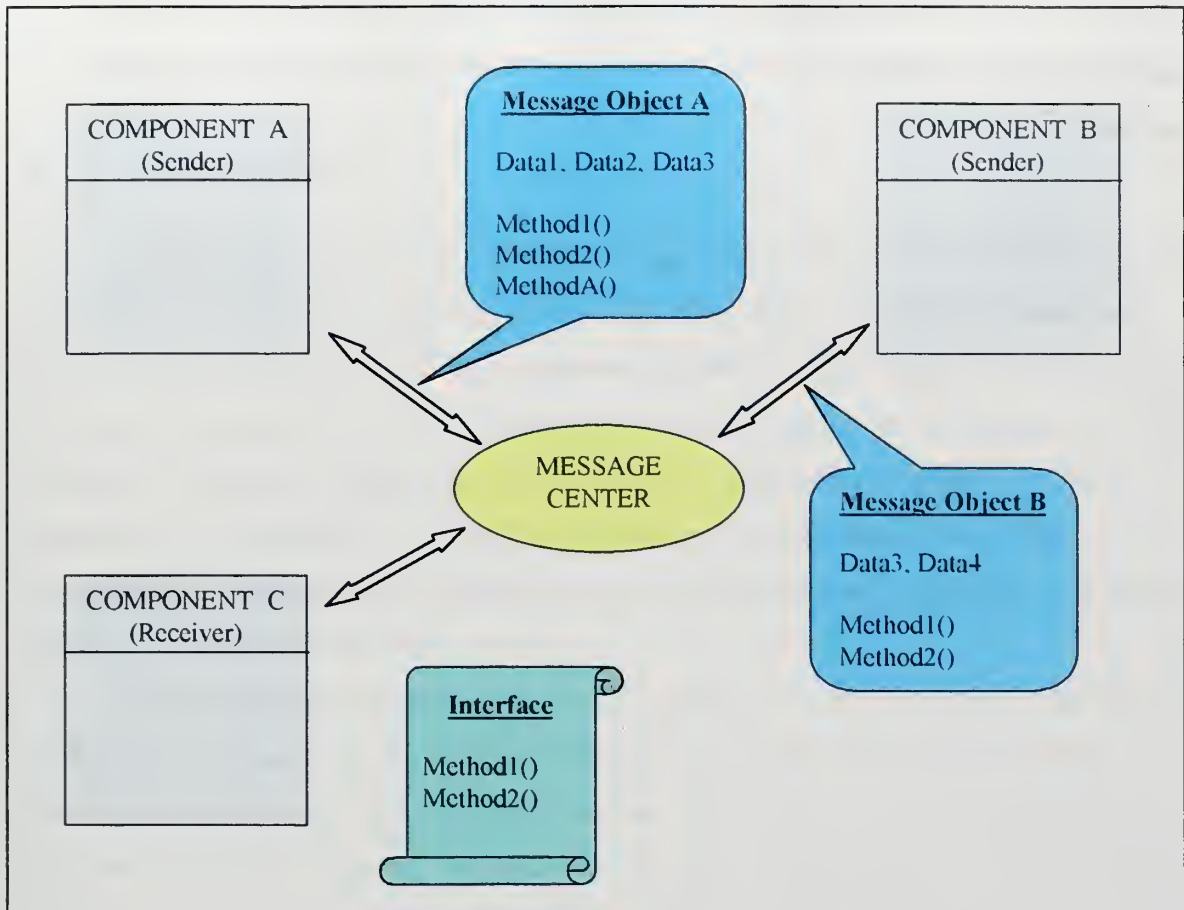 COMPONENT A
(Sender)
Message Object A
Data1, Data2, Data3
Method1()
Method2()
MethodA()
COMPONENT B
(Sender)
MESSAGE
CENTER
Message Object B
Data3, Data4
Method1()
Method2()
COMPONENT C
(Receiver)
Interface
Method1()
Method2()